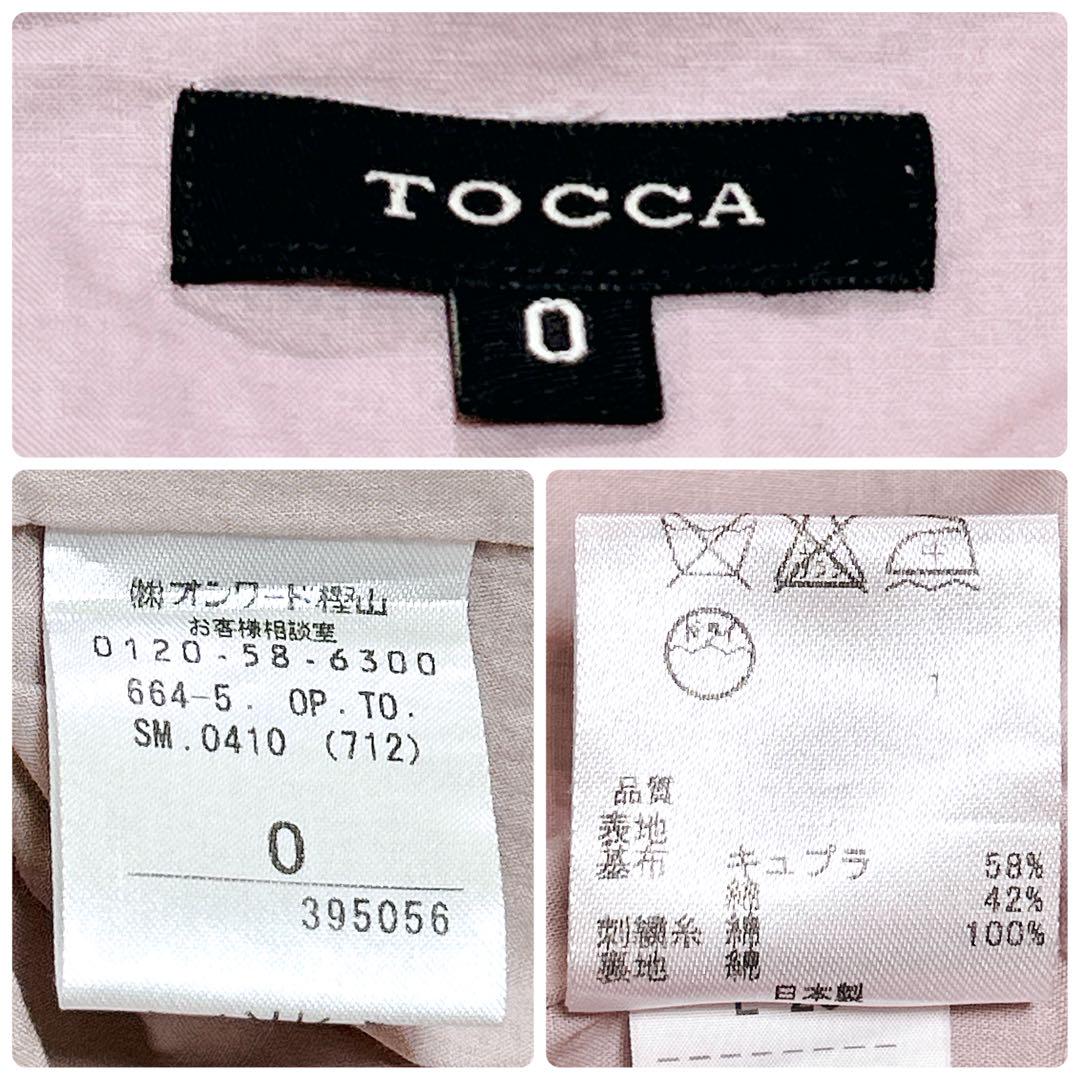 TOCCA
0
㈱オンワード樫山
お客様相談室
0120-58-6300
664-5. OP.TO.
SM.0410 (712)
0
395056
品質
表地
基布 キュプラ 58%
綿 42%
刺繍糸 綿 100%
裏地 綿
日本製